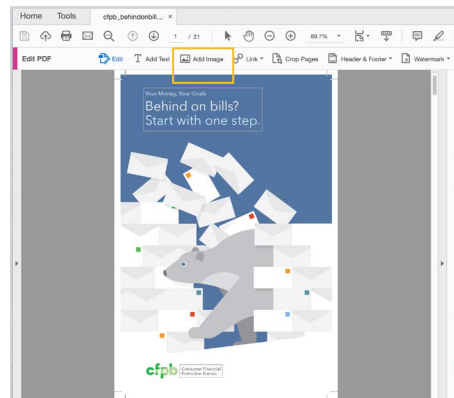 Home Tools cfpb_behindonbill... ×
1 / 21 69.7%
Edit PDF Edit Add Text Add Image Link Crop Pages Header & Footer Watermark
Your Money, Your Goals
Behind on bills?
Start with one step.
cfpb Consumer Financial
Protection Bureau